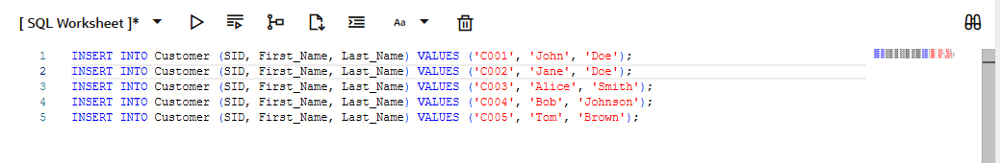 [ SQL Worksheet ]*
Aa
1 INSERT INTO Customer (SID, First_Name, Last_Name) VALUES ('C001', 'John', 'Doe');
2 INSERT INTO Customer (SID, First_Name, Last_Name) VALUES ('C002', 'Jane', 'Doe');
3 INSERT INTO Customer (SID, First_Name, Last_Name) VALUES ('C003', 'Alice', 'Smith');
4 INSERT INTO Customer (SID, First_Name, Last_Name) VALUES ('C004', 'Bob', 'Johnson');
5 INSERT INTO Customer (SID, First_Name, Last_Name) VALUES ('C005', 'Tom', 'Brown');